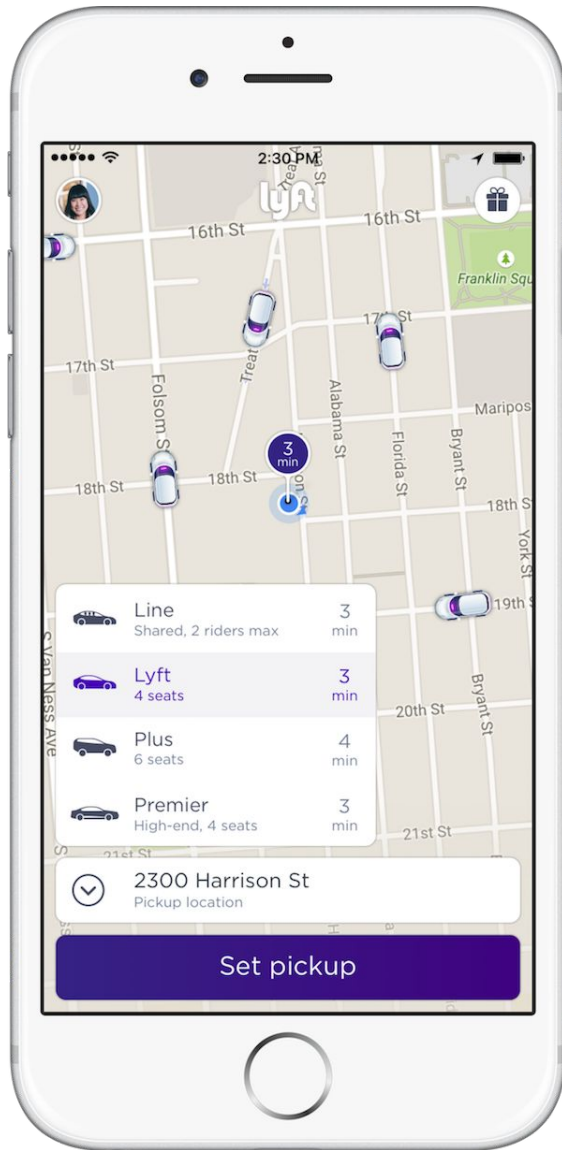 2:30 PM
lyft
Treat A
16th St
16th St
Franklin Squ
17th St
17th St
Treat
Folsom S
Alabama St
Florida St
Bryant St
Maripos
3
min
18th St
18th St
18th S
York St
Line
Shared, 2 riders max
3
min
19th
Lyft
4 seats
3
min
S Van Ness Ave
20th St
Bryant St
Plus
6 seats
4
min
Premier
High-end, 4 seats
3
min
21st St
21st St
2300 Harrison St
Pickup location
Set pickup